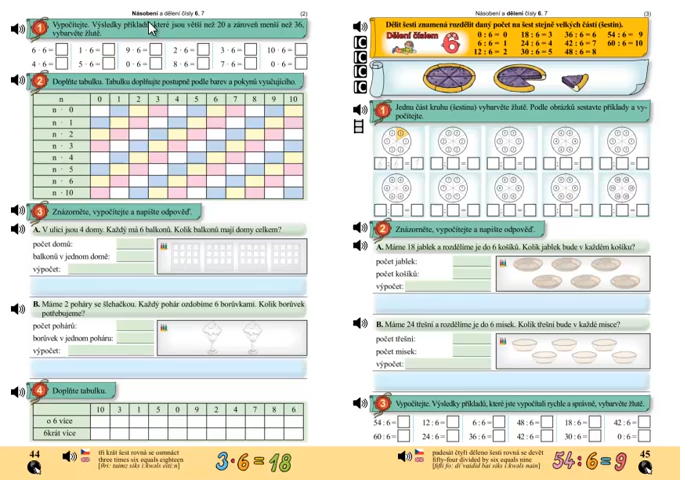 Násobení a dělení čísly 6, 7
(2)
1 Vypočítejte. Výsledky příkladů, které jsou větší než 20 a zároveň menší než 36,
vybarvěte žlutě.
6 · 6 = 1 · 6 = 9 · 6 = 2 · 6 = 3 · 6 = 10 · 6 =
4 · 6 = 5 · 6 = 0 · 6 = 8 · 6 = 7 · 6 = 0 · 6 =
2 Doplňte tabulku. Tabulku doplňujte postupně podle barev a pokynů vyučujícího.
n 0 1 2 3 4 5 6 7 8 9 10
n · 0
n · 1
n · 2
n · 3
n · 4
n · 5
n · 6
n · 10
3 Znázorněte, vypočítejte a napište odpověď.
A. V ulici jsou 4 domy. Každý má 6 balkonů. Kolik balkonů mají domy celkem?
počet domů:
balkonů v jednom domě:
výpočet:
B. Máme 2 poháry se šlehačkou. Každý pohár ozdobíme 6 borůvkami. Kolik borůvek
potřebujeme?
počet pohárů:
borůvek v jednom poháru:
výpočet:
4 Doplňte tabulku.
10 3 1 5 0 2 4 7 8 6
o 6 více
6krát více
44
tři krát šest rovná se osmnáct
three times six equals eighteen
3·6=18
Násobení a dělení čísly 6, 7
(3)
Dělit šesti znamená rozdělit daný počet na šest stejně velkých částí (šestin).
Dělení číslem 6
0 : 6 = 0 18 : 6 = 3 36 : 6 = 6 54 : 6 = 9
6 : 6 = 1 24 : 6 = 4 42 : 6 = 7 60 : 6 = 10
12 : 6 = 2 30 : 6 = 5 48 : 6 = 8
1 Jednu část kruhu (šestinu) vybarvěte žlutě. Podle obrázků sestavte příklady a vy-
počítejte.
2 Znázorněte, vypočítejte a napište odpověď.
A. Máme 18 jablek a rozdělíme je do 6 košíků. Kolik jablek bude v každém košíku?
počet jablek:
počet košíků:
výpočet:
B. Máme 24 třešní a rozdělíme je do 6 misek. Kolik třešní bude v každé misce?
počet třešní:
počet misek:
výpočet:
3 Vypočítejte. Výsledky příkladů, které jste vypočítali rychle a správně, vybarvěte žlutě.
54 : 6 = 12 : 6 = 6 : 6 = 48 : 6 = 18 : 6 = 42 : 6 =
60 : 6 = 24 : 6 = 36 : 6 = 42 : 6 = 30 : 6 = 0 : 6 =
padesát čtyři děleno šesti rovná se devět
fifty-four divided by six equals nine
54:6=9
45